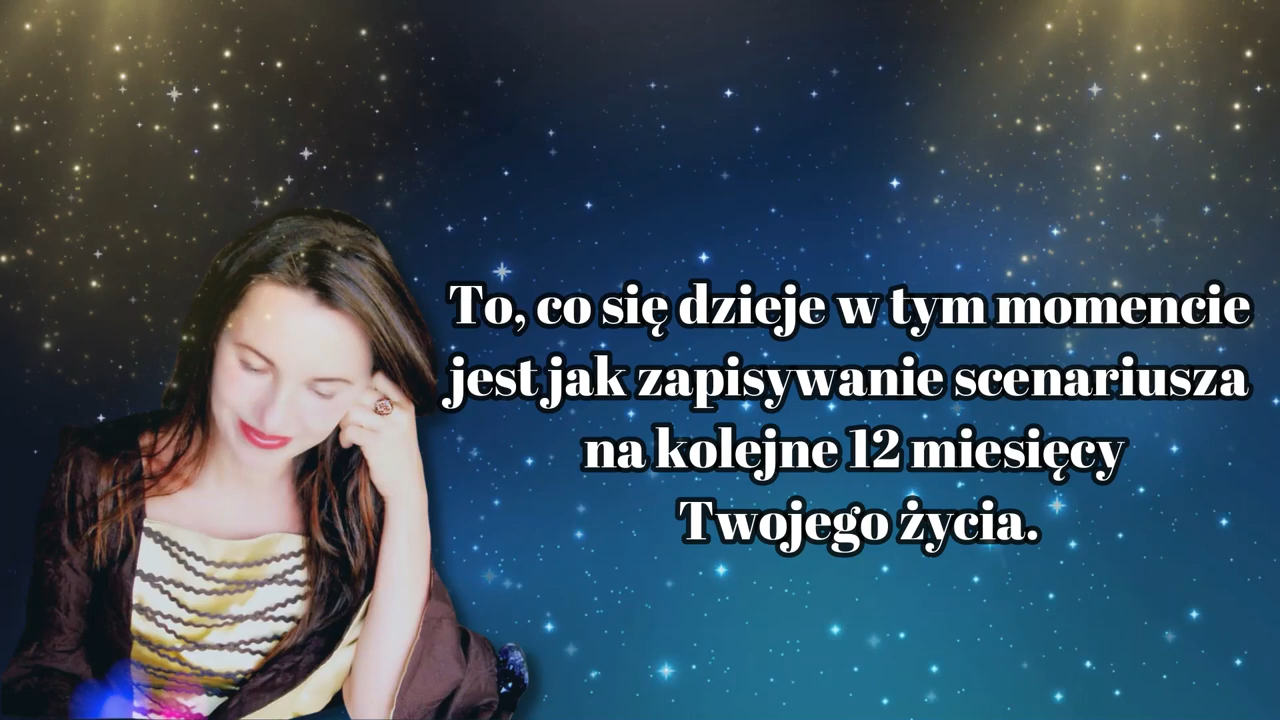 To, co się dzieje w tym momencie
jest jak zapisywanie scenariusza
na kolejne 12 miesięcy
Twojego życia.